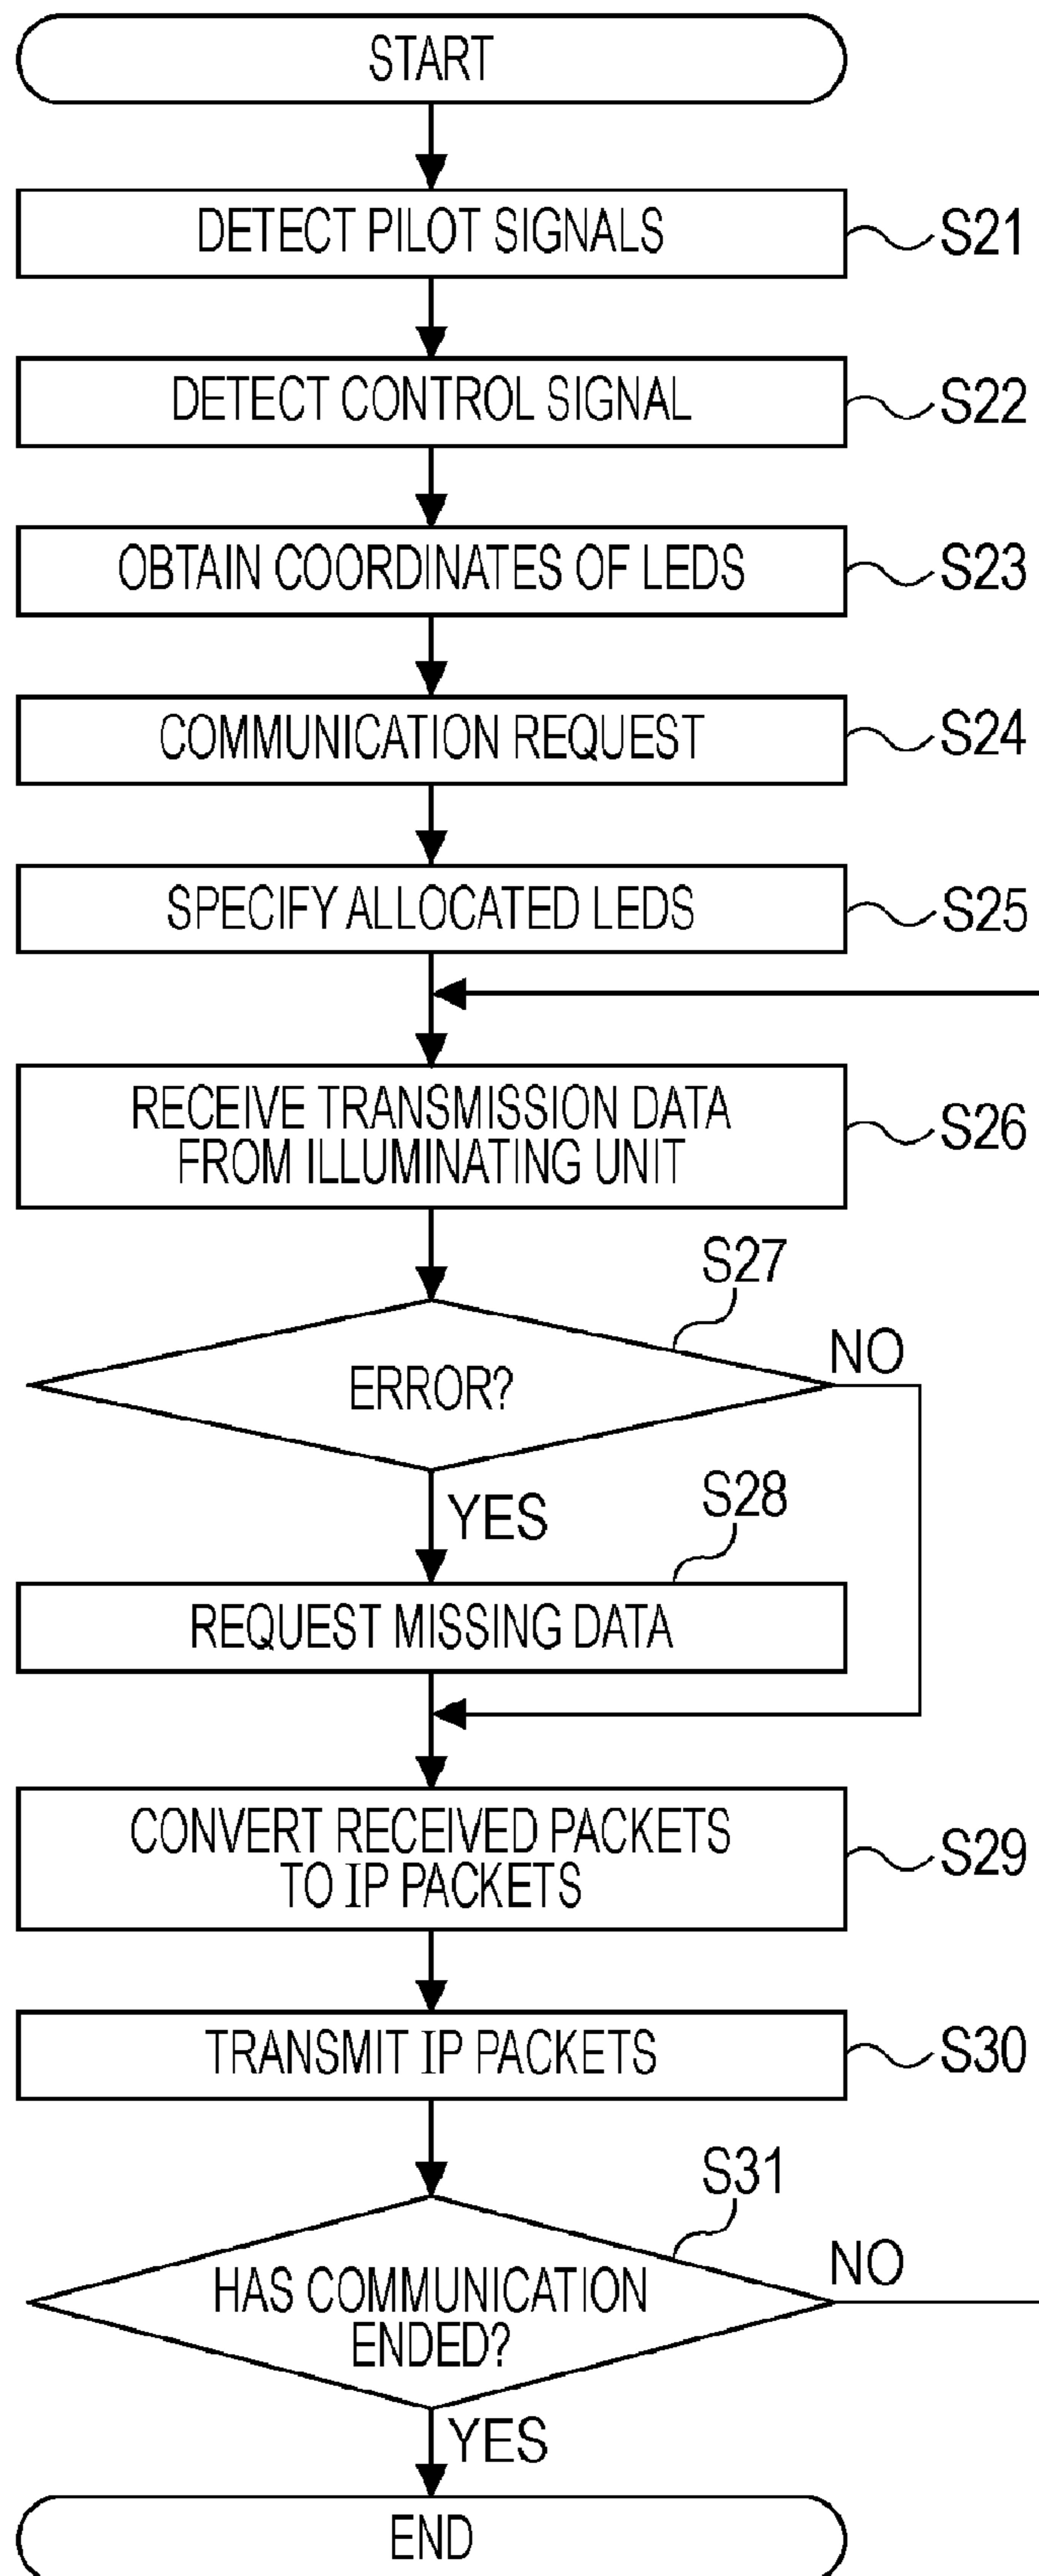 START
DETECT PILOT SIGNALS
S21
DETECT CONTROL SIGNAL
S22
OBTAIN COORDINATES OF LEDS
S23
COMMUNICATION REQUEST
S24
SPECIFY ALLOCATED LEDS
S25
RECEIVE TRANSMISSION DATA
FROM ILLUMINATING UNIT
S26
S27
ERROR?
NO
YES
S28
REQUEST MISSING DATA
CONVERT RECEIVED PACKETS
TO IP PACKETS
S29
TRANSMIT IP PACKETS
S30
S31
HAS COMMUNICATION
ENDED?
NO
YES
END